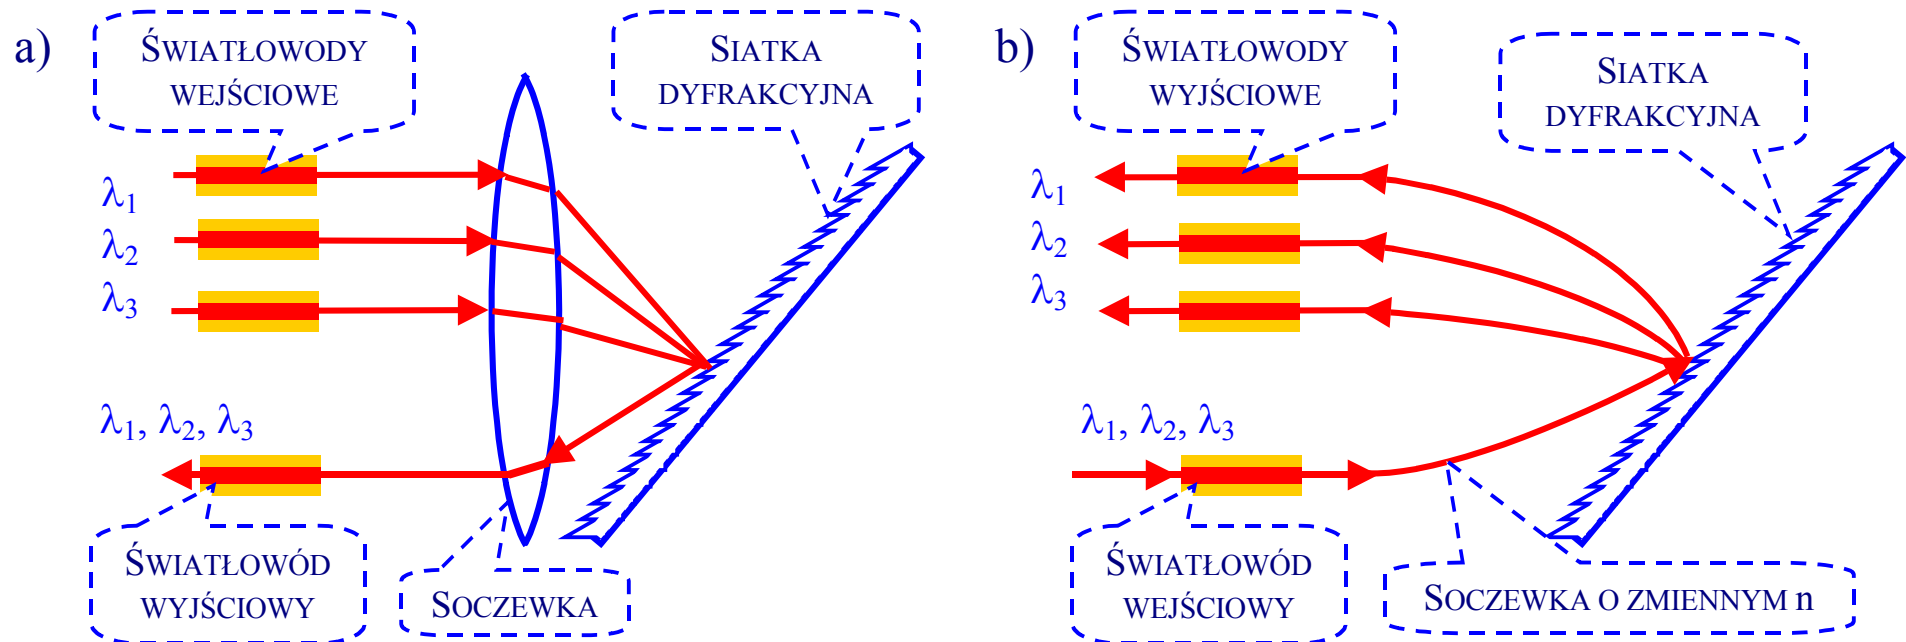 a)
ŚWIATŁOWODY
WEJŚCIOWE
SIATKA
DYFRAKCYJNA
λ1
λ2
λ3
λ1, λ2, λ3
ŚWIATŁOWÓD
WYJŚCIOWY
SOCZEWKA
b)
ŚWIATŁOWODY
WYJŚCIOWE
SIATKA
DYFRAKCYJNA
λ1
λ2
λ3
λ1, λ2, λ3
ŚWIATŁOWÓD
WEJŚCIOWY
SOCZEWKA O ZMIENNYM n